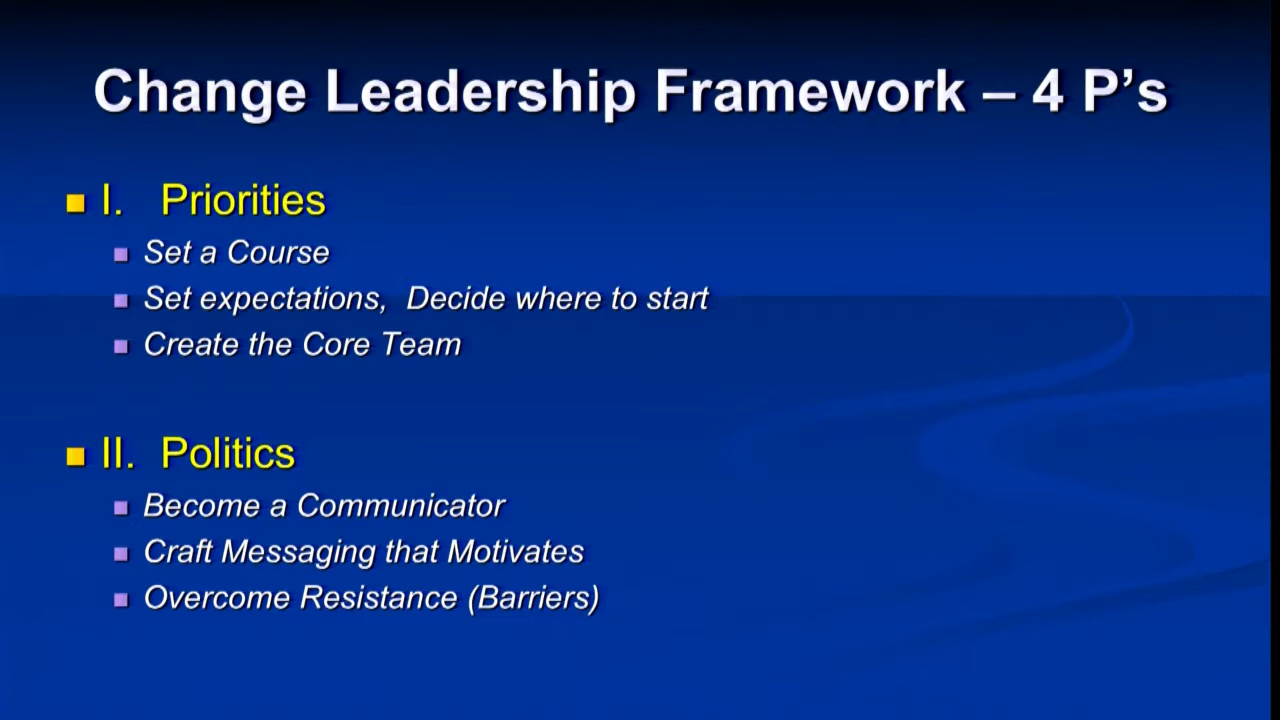 Change Leadership Framework – 4 P’s
I. Priorities
Set a Course
Set expectations, Decide where to start
Create the Core Team
II. Politics
Become a Communicator
Craft Messaging that Motivates
Overcome Resistance (Barriers)